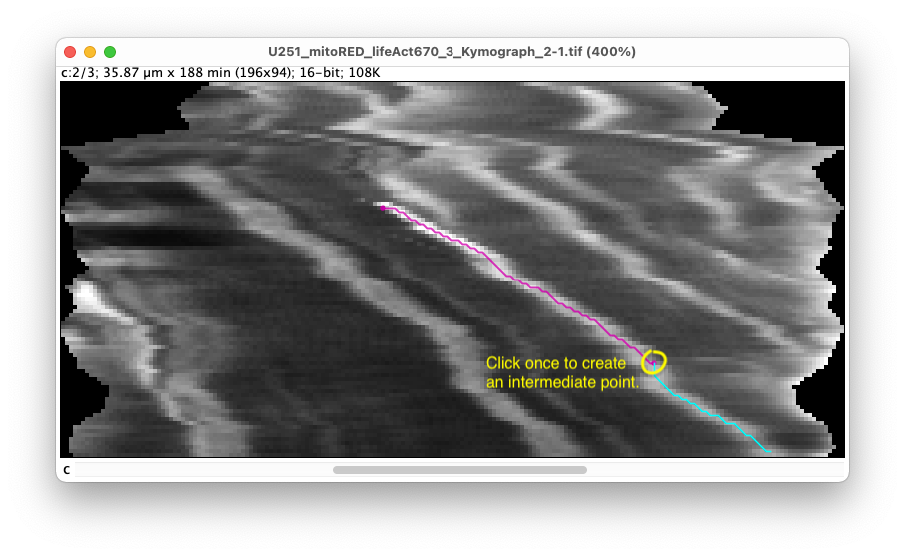 U251_mitoRED_lifeAct670_3_Kymograph_2-1.tif (400%)
c:2/3; 35.87 µm x 188 min (196x94); 16-bit; 108K
Click once to create
an intermediate point.
c